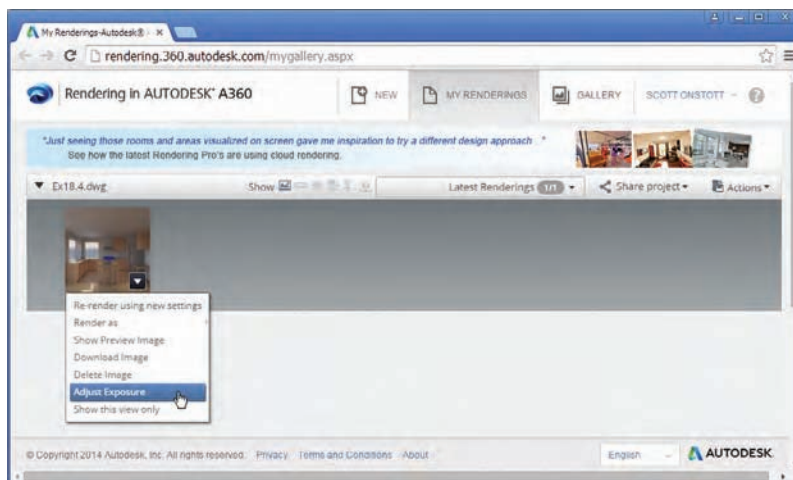 My Renderings-Autodesk®
rendering.360.autodesk.com/mygallery.aspx
Rendering in AUTODESK® A360
NEW
MY RENDERINGS
GALLERY
SCOTT ONSTOTT
"Just seeing those rooms and areas visualized on screen gave me inspiration to try a different design approach "
See how the latest Rendering Pro's are using cloud rendering.
Ex18.4.dwg
Show
Latest Renderings 1/1
Share project
Actions
Re-render using new settings
Render as
Show Preview Image
Download Image
Delete Image
Adjust Exposure
Show this view only
© Copyright 2014 Autodesk, Inc. All rights reserved. Privacy Terms and Conditions About
English
AUTODESK